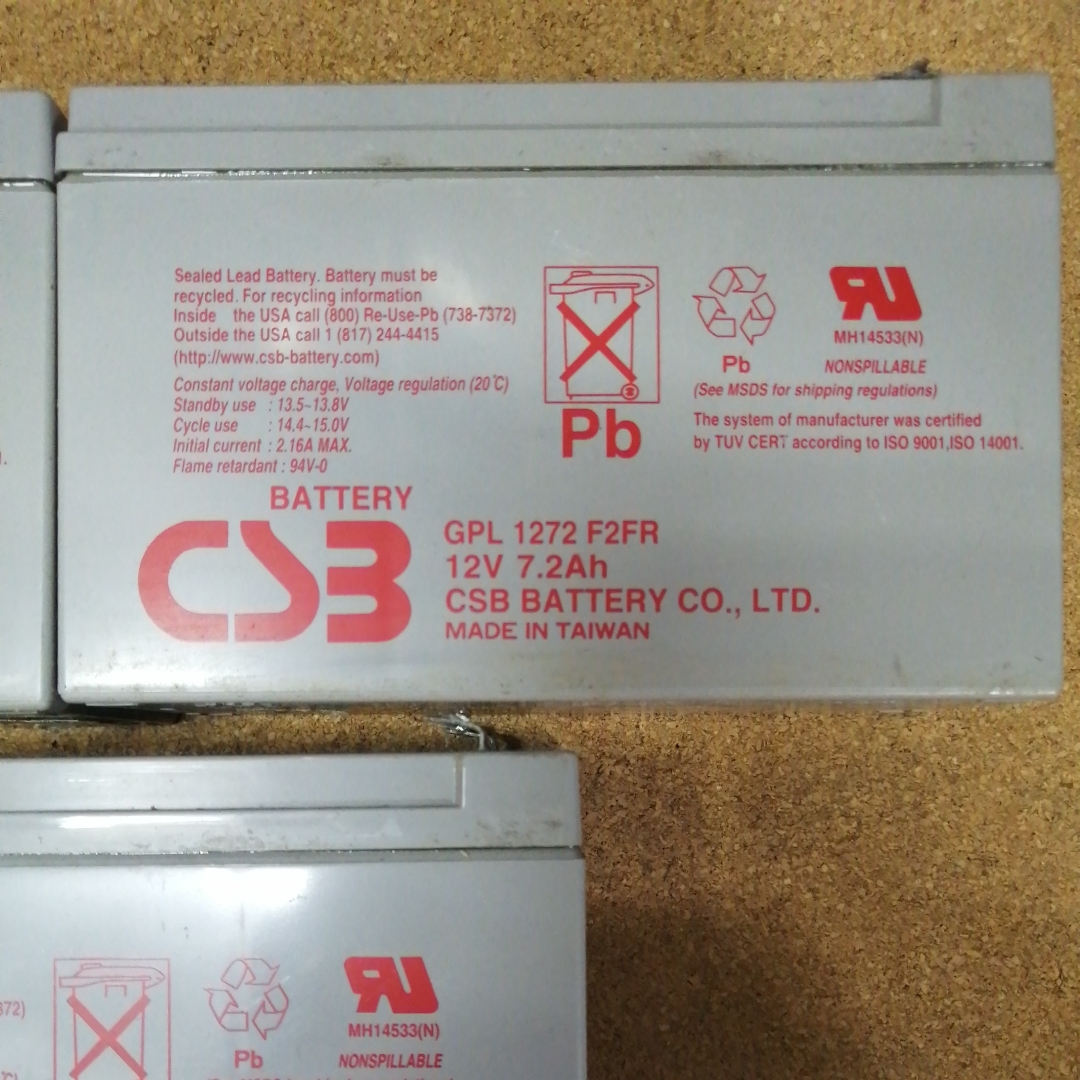 Sealed Lead Battery. Battery must be
recycled. For recycling information
Inside the USA call (800) Re-Use-Pb (738-7372)
Outside the USA call 1 (817) 244-4415
(http://www.csb-battery.com)
Constant voltage charge, Voltage regulation (20℃)
Standby use : 13.5~13.8V
Cycle use : 14.4~15.0V
Initial current : 2.16A MAX.
Flame retardant : 94V-0
Pb
Pb
RU
MH14533(N)
NONSPILLABLE
(See MSDS for shipping regulations)
The system of manufacturer was certified
by TUV CERT according to ISO 9001,ISO 14001.
BATTERY
CSB
GPL 1272 F2FR
12V 7.2Ah
CSB BATTERY CO., LTD.
MADE IN TAIWAN
372)
Pb
RU
MH14533(N)
NONSPILLABLE